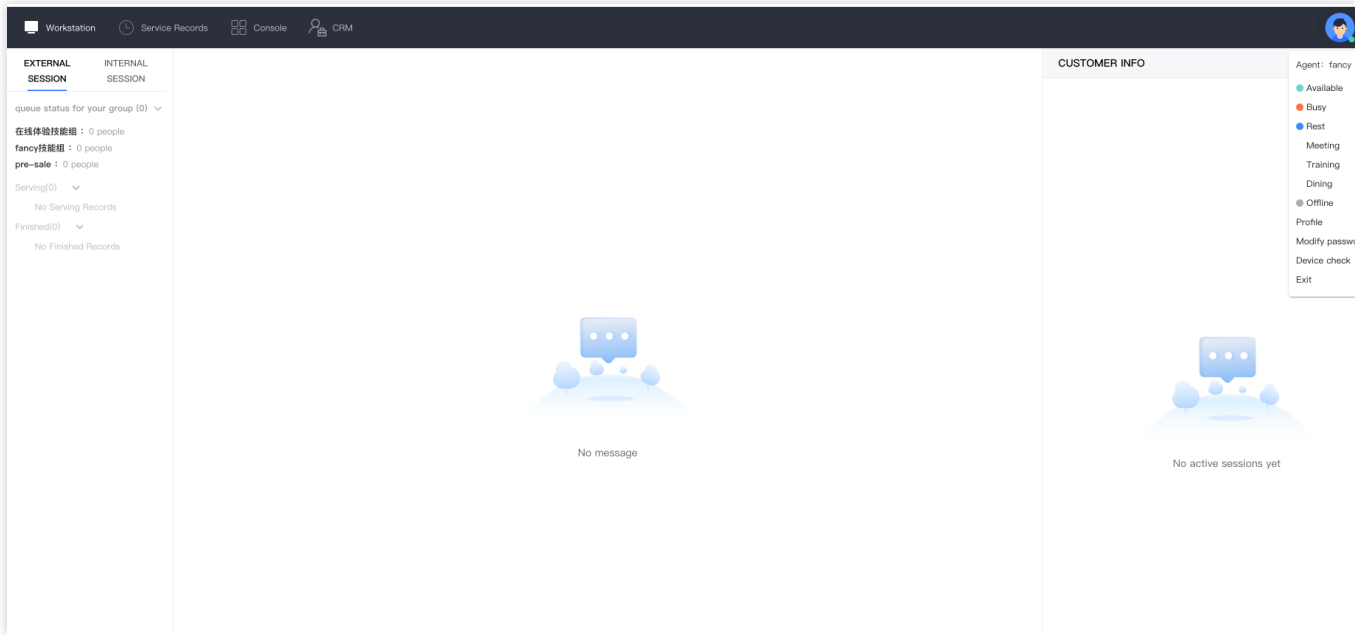 Workstation
Service Records
Console
CRM
EXTERNAL SESSION
INTERNAL SESSION
queue status for your group (0)
在线体验技能组： 0 people
fancy技能组： 0 people
pre-sale： 0 people
Serving(0)
No Serving Records
Finished(0)
No Finished Records
No message
CUSTOMER INFO
No active sessions yet
Agent: fancy
Available
Busy
Rest
Meeting
Training
Dining
Offline
Profile
Modify passwo
Device check
Exit